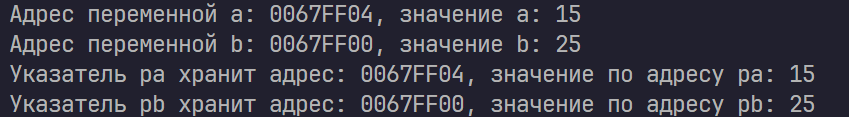 Адрес переменной a: 0067FF04, значение a: 15
Адрес переменной b: 0067FF00, значение b: 25
Указатель pa хранит адрес: 0067FF04, значение по адресу pa: 15
Указатель pb хранит адрес: 0067FF00, значение по адресу pb: 25